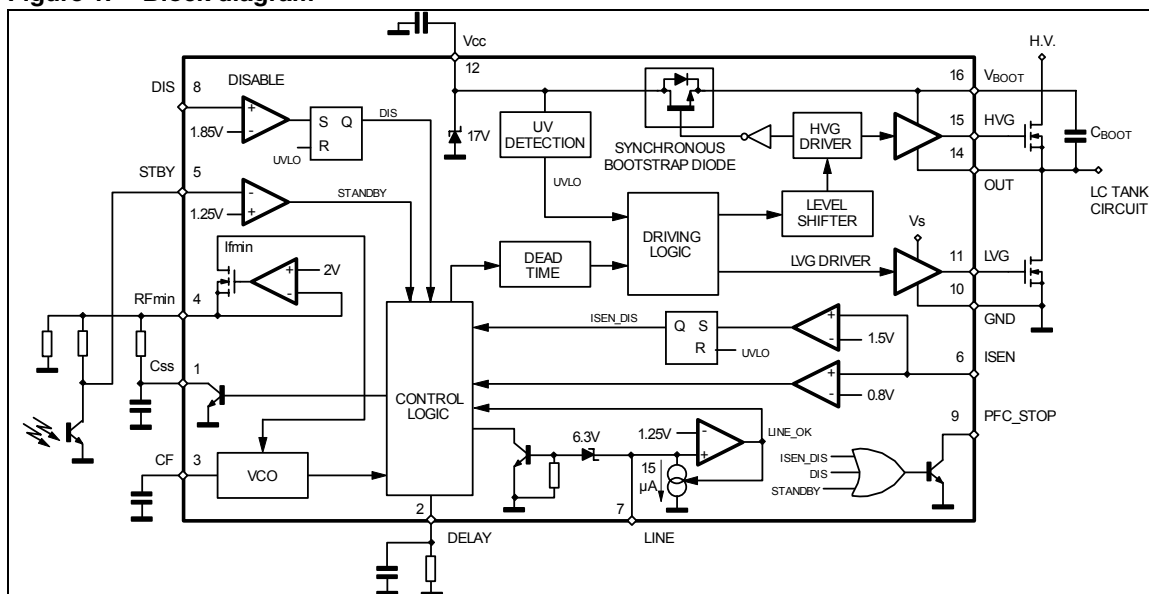 Vcc
H.V.
12
DIS
8
DISABLE
16
VBOOT
+
-
1.85V
S
Q
R
DIS
UVLO
17V
UV
DETECTION
SYNCHRONOUS
BOOTSTRAP DIODE
HVG
DRIVER
15
HVG
CBOOT
14
OUT
LC TANK
CIRCUIT
STBY
5
-
+
1.25V
STANDBY
UVLO
DRIVING
LOGIC
LEVEL
SHIFTER
Vs
Ifmin
+
-
2V
DEAD
TIME
LVG DRIVER
11
LVG
10
GND
RFmin
4
ISEN_DIS
Q
S
R
UVLO
+
-
1.5V
6
ISEN
Css
1
CONTROL
LOGIC
+
-
0.8V
9
PFC_STOP
6.3V
1.25V
-
+
LINE_OK
ISEN_DIS
DIS
STANDBY
CF
3
VCO
15
µA
2
DELAY
7
LINE